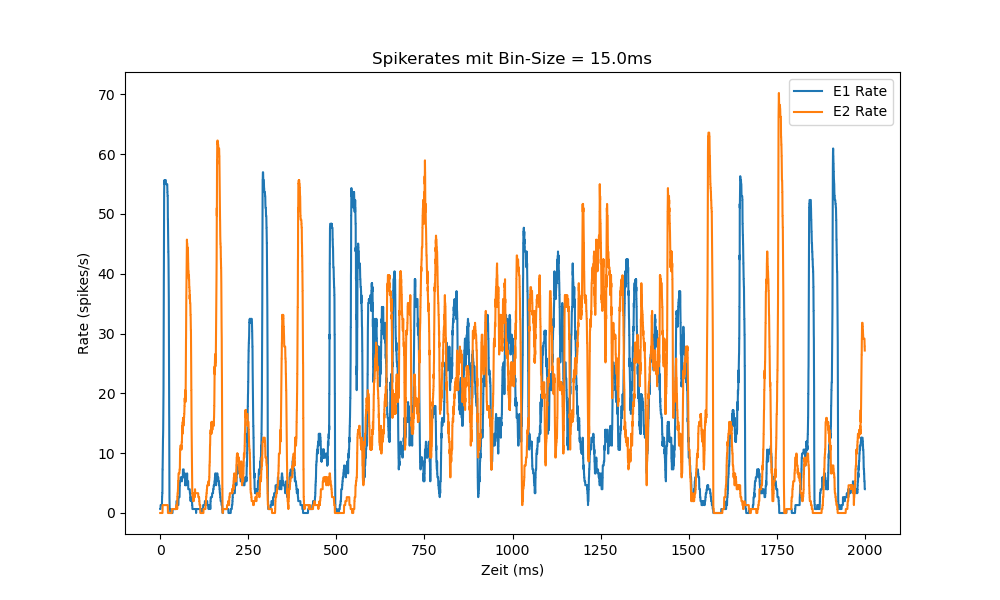 Spikerates mit Bin-Size = 15.0ms
E1 Rate
E2 Rate
Rate (spikes/s)
70
60
50
40
30
20
10
0
0 250 500 750 1000 1250 1500 1750 2000
Zeit (ms)